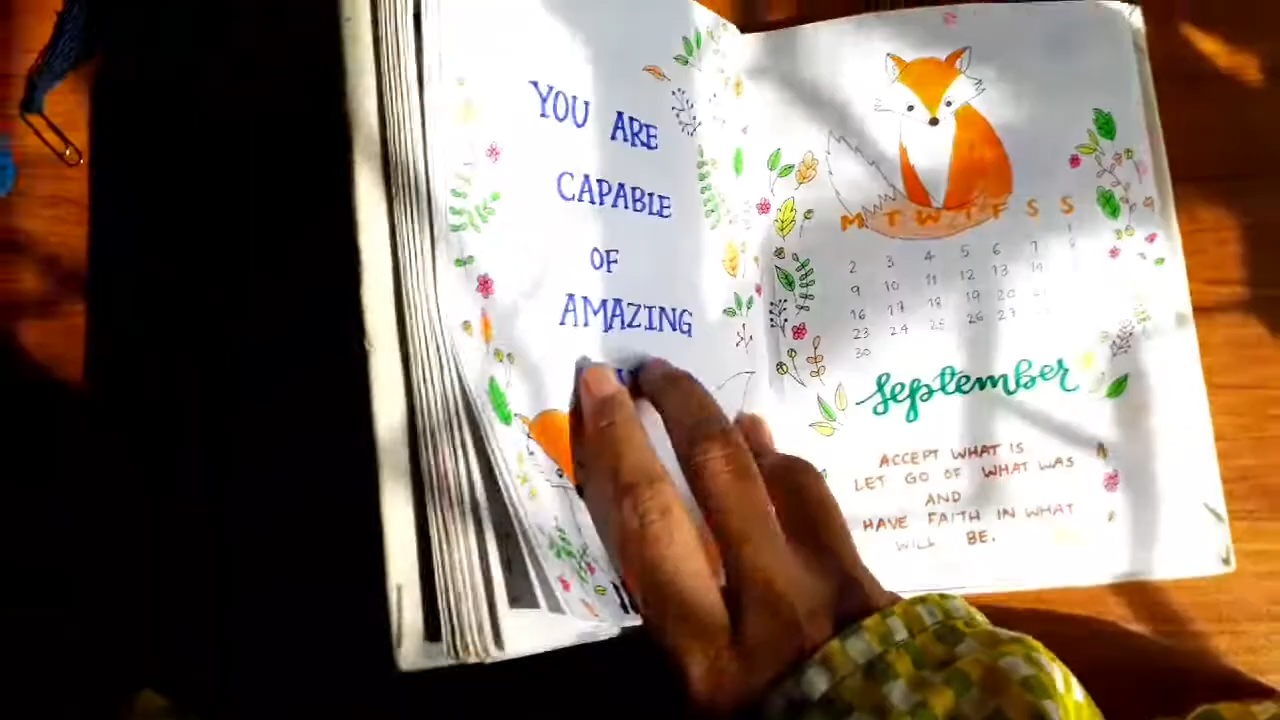 YOU ARE
CAPABLE
OF
AMAZING
M T W T F S S
1
2 3 4 5 6 7 8
9 10 11 12 13 14
16 17 18 19 20
23 24 25 26 27
30
September
ACCEPT WHAT IS
LET GO OF WHAT WAS
AND
HAVE FAITH IN WHAT
WILL BE.